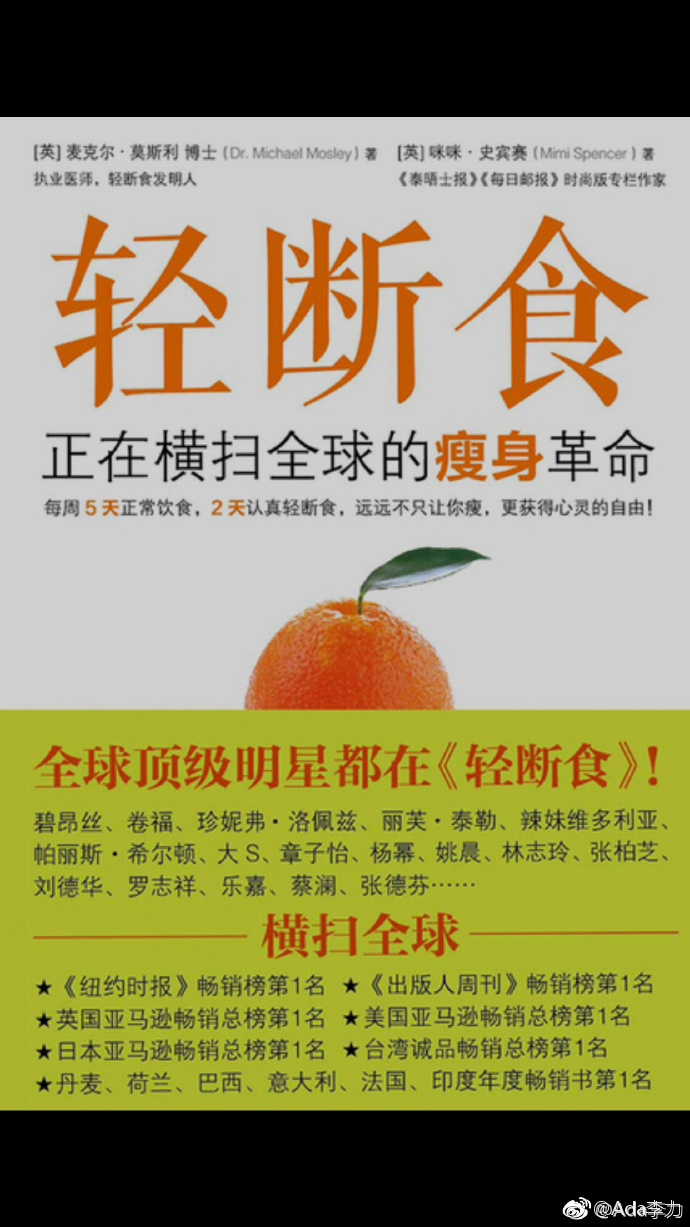 [英] 麦克尔·莫斯利 博士（Dr. Michael Mosley）著
执业医师，轻断食发明人
[英] 咪咪·史宾赛（Mimi Spencer）著
《泰晤士报》《每日邮报》时尚版专栏作家
轻断食
正在横扫全球的瘦身革命
每周 5 天正常饮食，2 天认真轻断食，远远不只让你瘦，更获得心灵的自由！
全球顶级明星都在《轻断食》！
碧昂丝、卷福、珍妮弗·洛佩兹、丽芙·泰勒、辣妹维多利亚、
帕丽斯·希尔顿、大 S、章子怡、杨幂、姚晨、林志玲、张柏芝、
刘德华、罗志祥、乐嘉、蔡澜、张德芬……
横扫全球
★《纽约时报》畅销榜第1名 ★《出版人周刊》畅销榜第1名
★英国亚马逊畅销总榜第1名 ★美国亚马逊畅销总榜第1名
★日本亚马逊畅销总榜第1名 ★台湾诚品畅销总榜第1名
★丹麦、荷兰、巴西、意大利、法国、印度年度畅销书第1名
@Ada李力